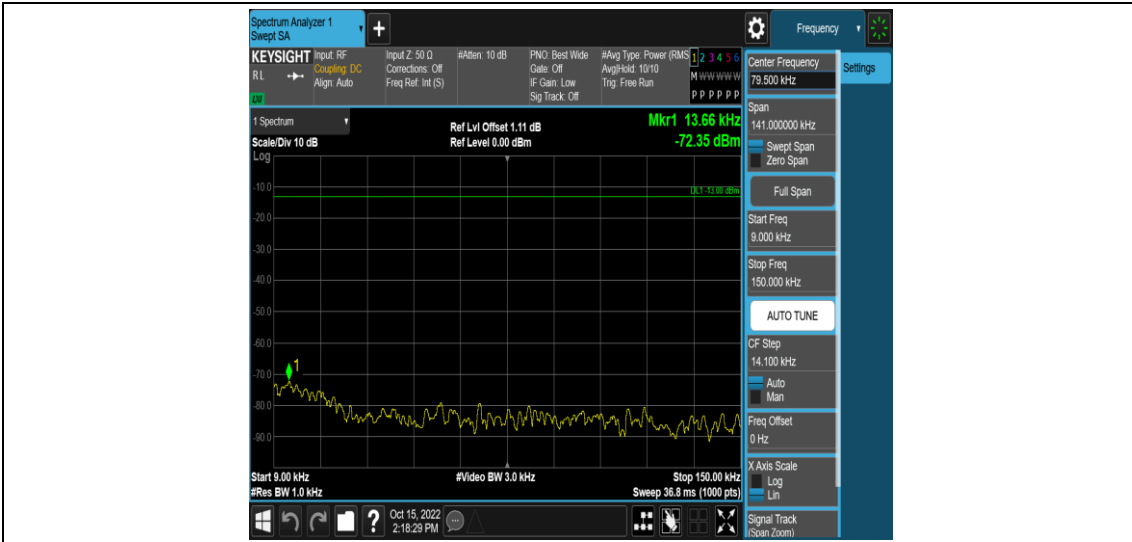 Spectrum Analyzer 1
Swept SA
+
Frequency
KEYSIGHT
RL
LNI
Input: RF
Coupling: DC
Align: Auto
Input Z: 50 Ω
Corrections: Off
Freq Ref: Int (S)
#Atten: 10 dB
PNO: Best Wide
Gate: Off
IF Gain: Low
Sig Track: Off
#Avg Type: Power (RMS
Avg|Hold: 10/10
Trig: Free Run
1 2 3 4 5 6
M W W W W W
P P P P P P
1 Spectrum
Scale/Div 10 dB
Log
Ref Lvl Offset 1.11 dB
Ref Level 0.00 dBm
Mkr1 13.66 kHz
-72.35 dBm
DL1 -13.00 dBm
-10.0
-20.0
-30.0
-40.0
-50.0
-60.0
-70.0
-80.0
-90.0
1
Start 9.00 kHz
#Res BW 1.0 kHz
#Video BW 3.0 kHz
Stop 150.00 kHz
Sweep 36.8 ms (1000 pts)
Center Frequency
79.500 kHz
Settings
Span
141.000000 kHz
Swept Span
Zero Span
Full Span
Start Freq
9.000 kHz
Stop Freq
150.000 kHz
AUTO TUNE
CF Step
14.100 kHz
Auto
Man
Freq Offset
0 Hz
X Axis Scale
Log
Lin
Signal Track
(Span Zoom)
?
Oct 15, 2022
2:18:29 PM